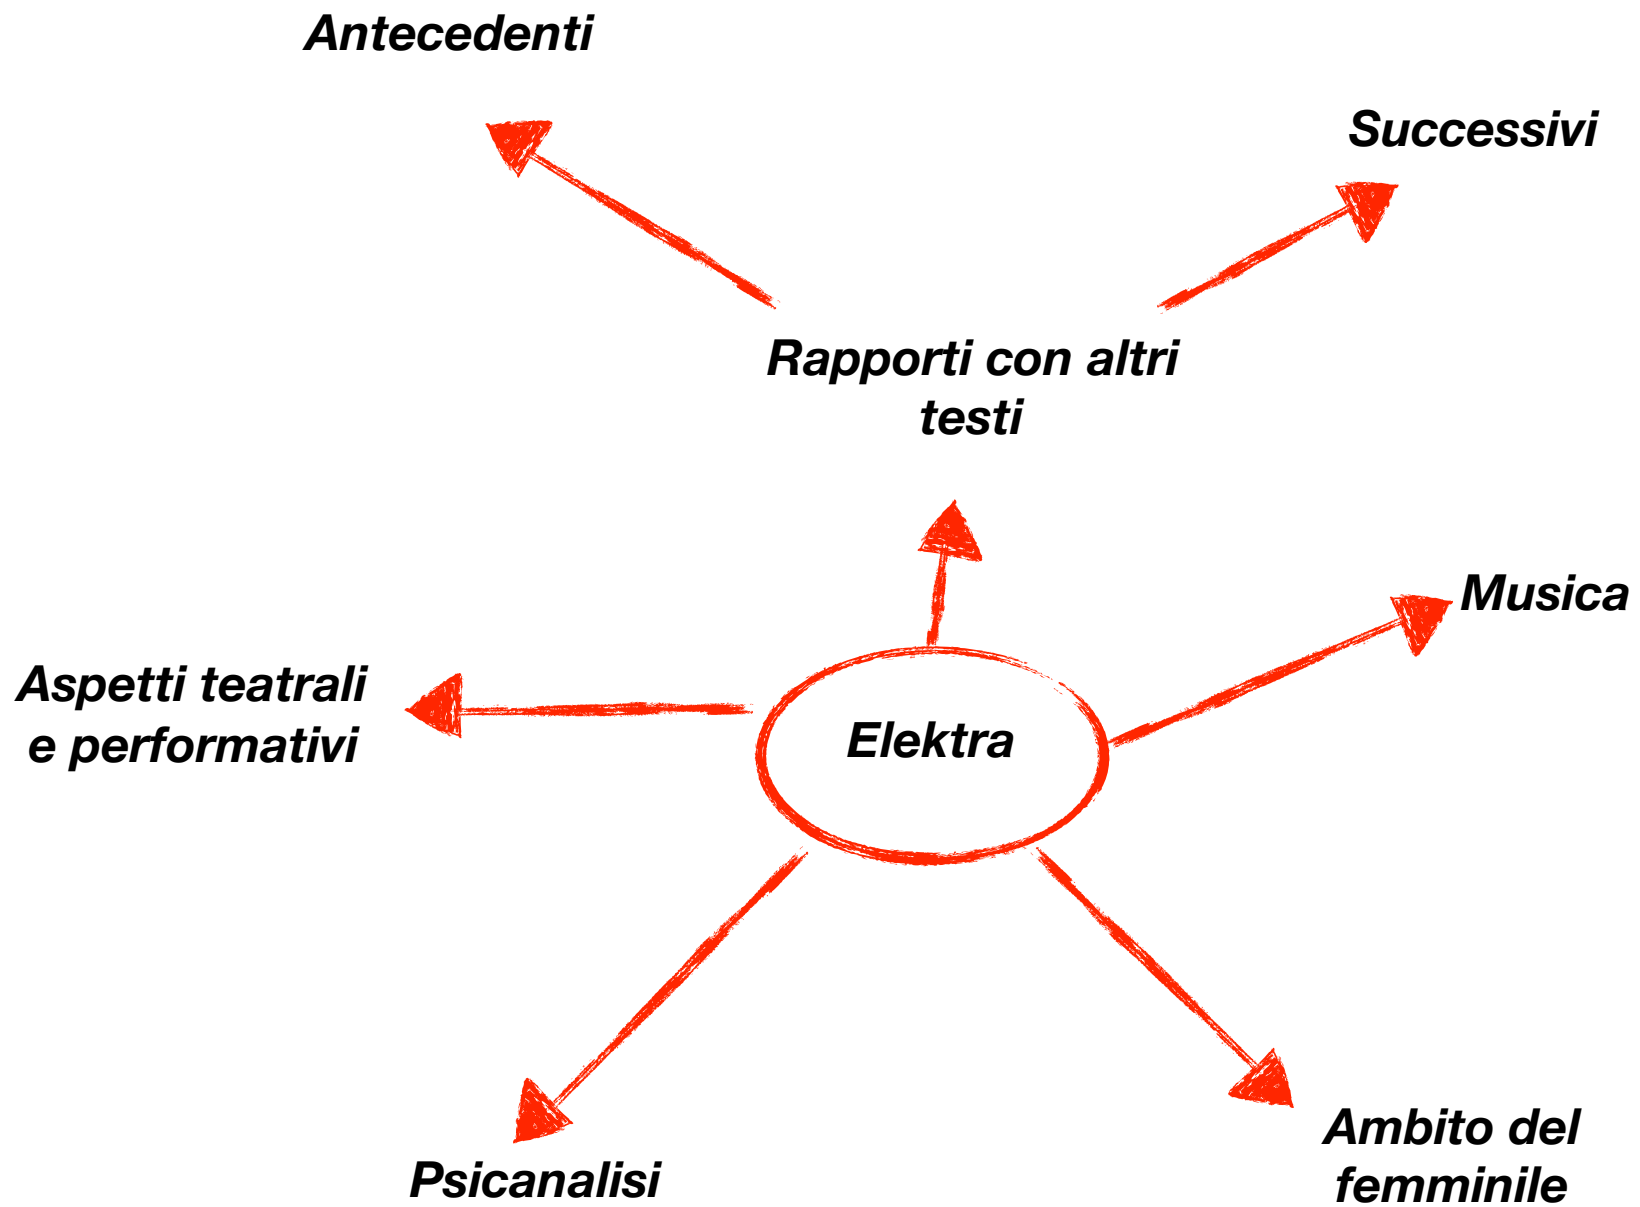 Antecedenti
Successivi
Rapporti con altri
testi
Musica
Aspetti teatrali
e performativi
Elektra
Psicanalisi
Ambito del
femminile